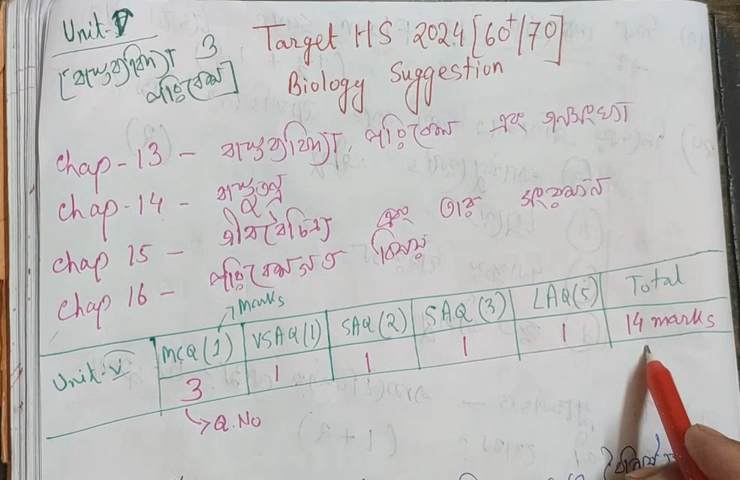 Unit-V
Target HS 2024 [60+/70]
[বাস্তুবিদ্যা ও পরিবেশ]
Biology Suggestion
Chap-13 - বাস্তুবিদ্যা, পরিবেশ এবং জনসংখ্যা
Chap-14 - বাস্তুতন্ত্র
Chap 15 - জীববৈচিত্র্য এবং তার সংরক্ষণ
Chap 16 - পরিবেশগত বিষয়
Marks
MCQ(1) VSAQ(1) SAQ(2) SAQ(3) LAQ(5) Total
Unit-V 3 1 1 1 1 14 marks
Q.No
(1+2)